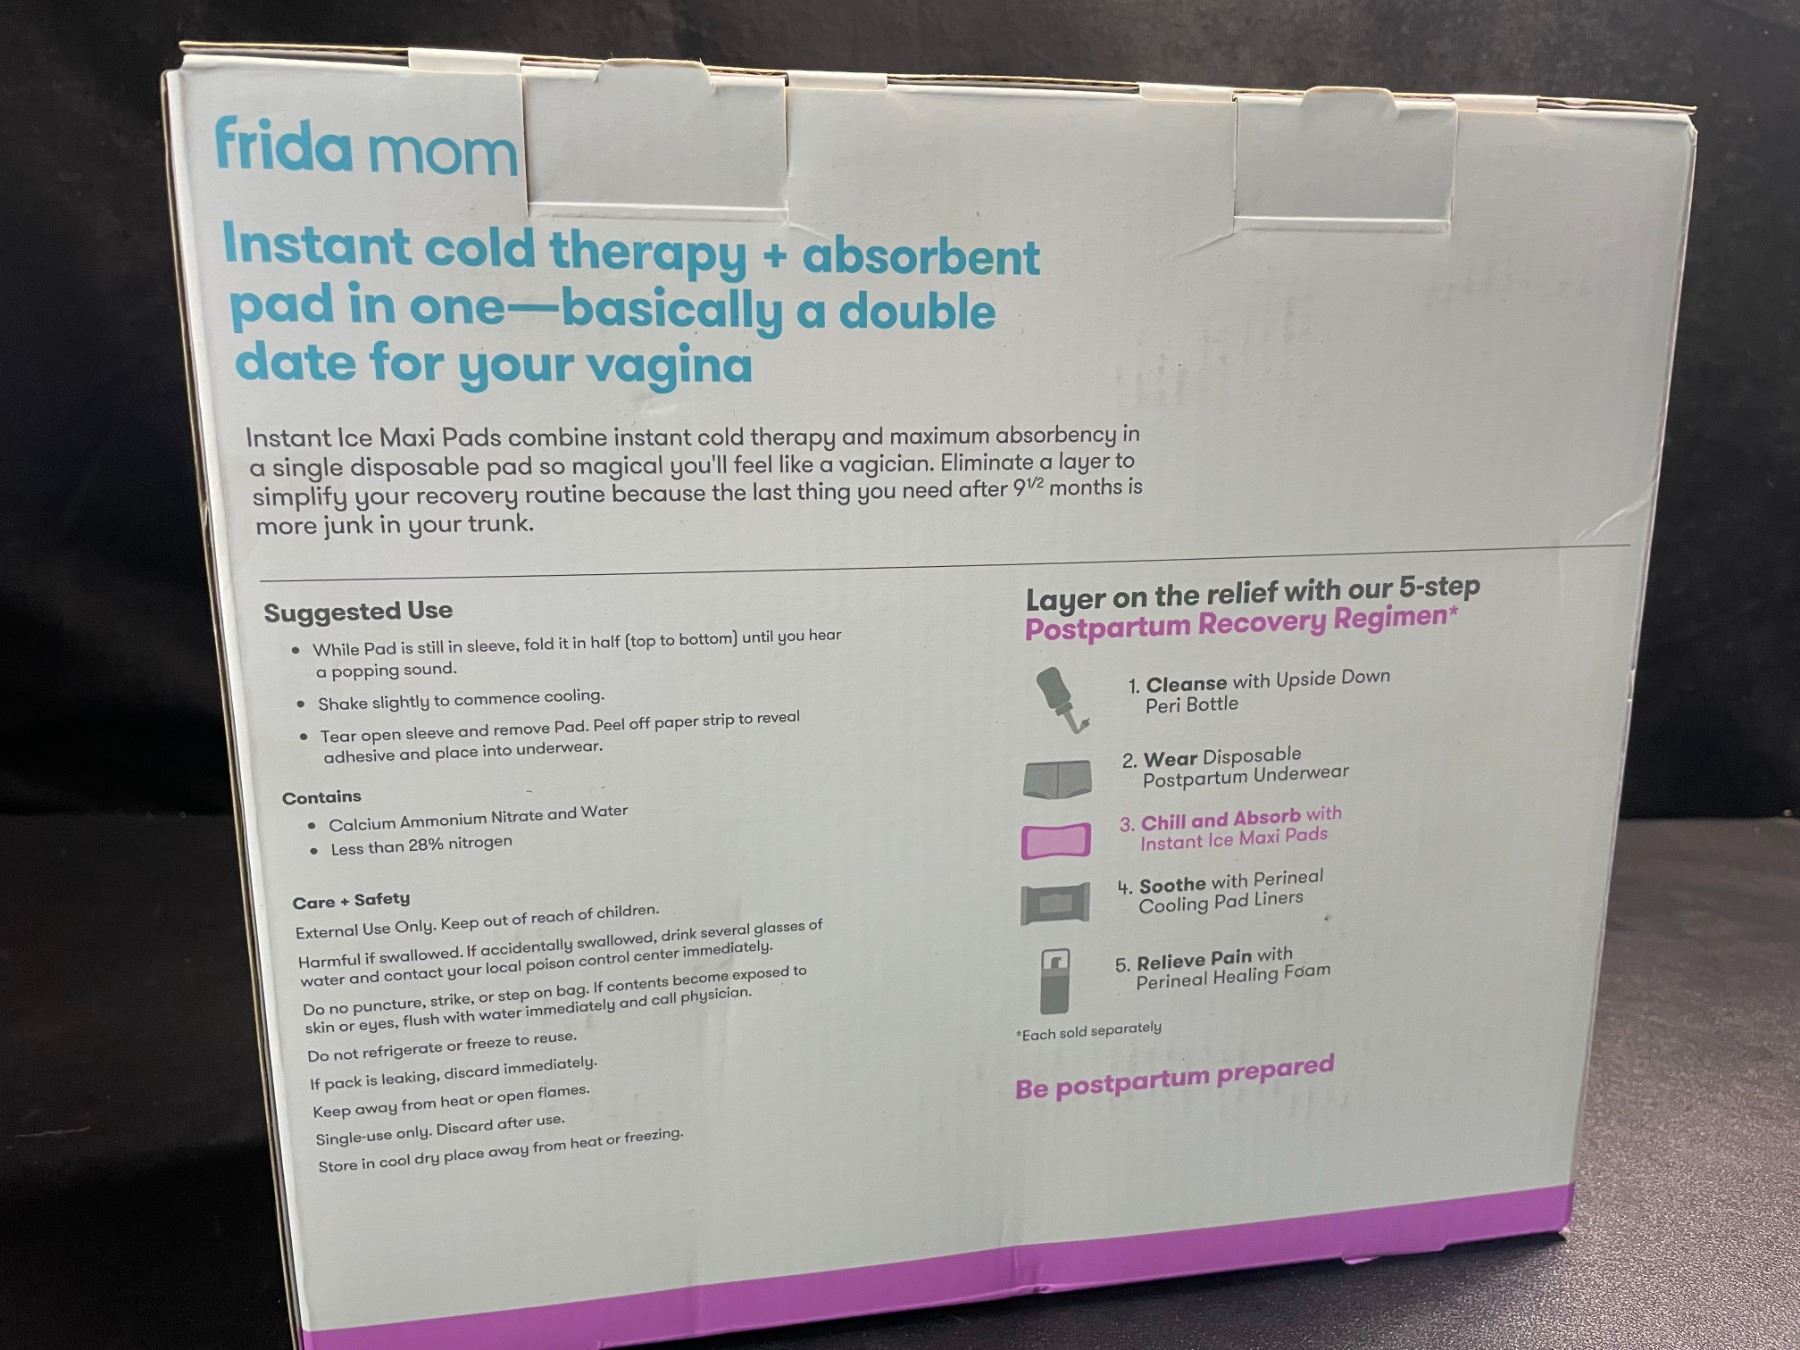 frida mom
Instant cold therapy + absorbent
pad in one—basically a double
date for your vagina
Instant Ice Maxi Pads combine instant cold therapy and maximum absorbency in
a single disposable pad so magical you'll feel like a vagician. Eliminate a layer to
simplify your recovery routine because the last thing you need after 9 1/2 months is
more junk in your trunk.
Suggested Use
• While Pad is still in sleeve, fold it in half (top to bottom) until you hear
a popping sound.
• Shake slightly to commence cooling.
• Tear open sleeve and remove Pad. Peel off paper strip to reveal
adhesive and place into underwear.
Contains
• Calcium Ammonium Nitrate and Water
• Less than 28% nitrogen
Care + Safety
External Use Only. Keep out of reach of children.
Harmful if swallowed. If accidentally swallowed, drink several glasses of
water and contact your local poison control center immediately.
Do no puncture, strike, or step on bag. If contents become exposed to
skin or eyes, flush with water immediately and call physician.
Do not refrigerate or freeze to reuse.
If pack is leaking, discard immediately.
Keep away from heat or open flames.
Single-use only. Discard after use.
Store in cool dry place away from heat or freezing.
Layer on the relief with our 5-step
Postpartum Recovery Regimen*
1. Cleanse with Upside Down
Peri Bottle
2. Wear Disposable
Postpartum Underwear
3. Chill and Absorb with
Instant Ice Maxi Pads
4. Soothe with Perineal
Cooling Pad Liners
5. Relieve Pain with
Perineal Healing Foam
*Each sold separately
Be postpartum prepared